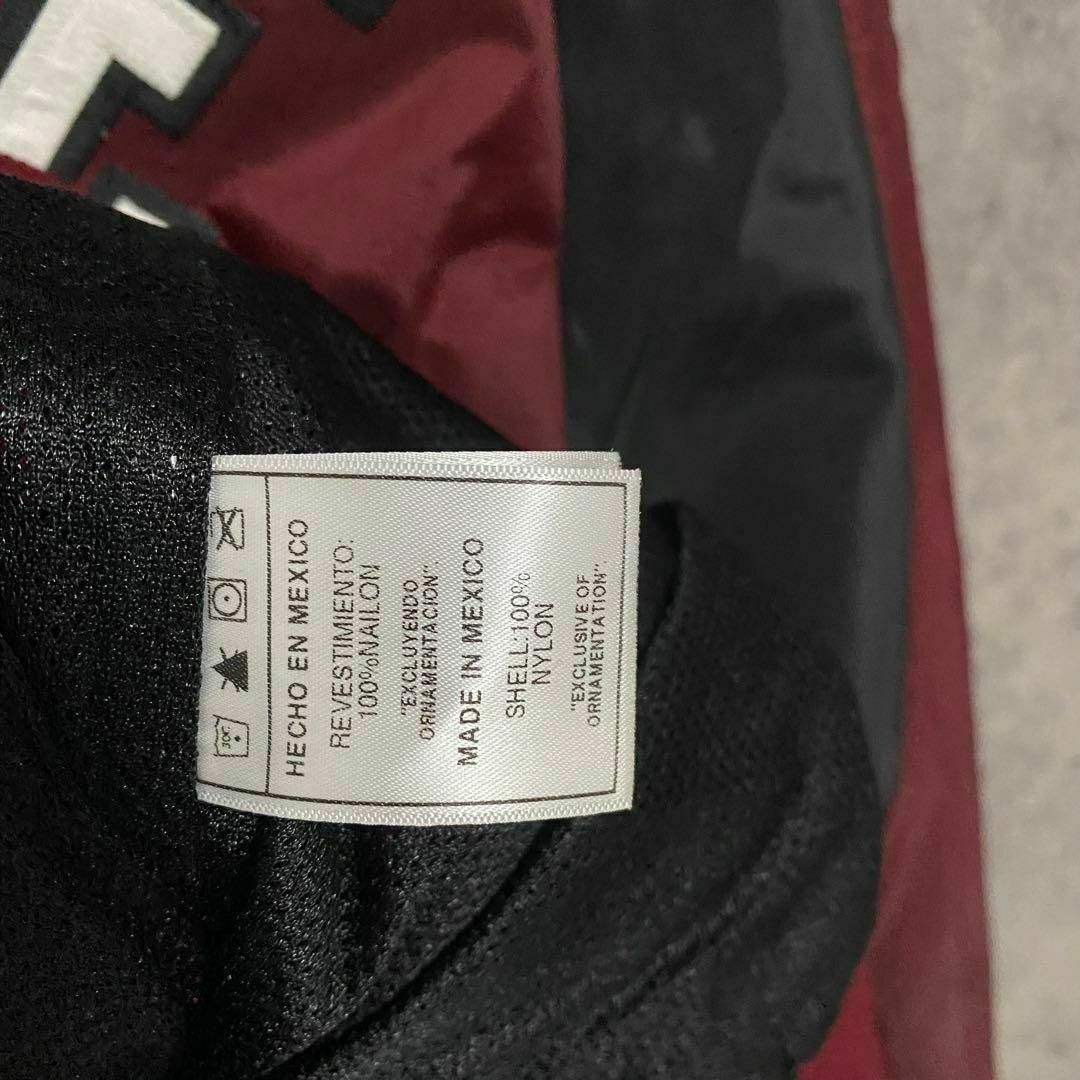 HECHO EN MEXICO
REVESTIMIENTO:
100%NAILON
"EXCLUYENDO
ORNAMENTACION".
MADE IN MEXICO
SHELL:100%
NYLON
"EXCLUSIVE OF
ORNAMENTATION".